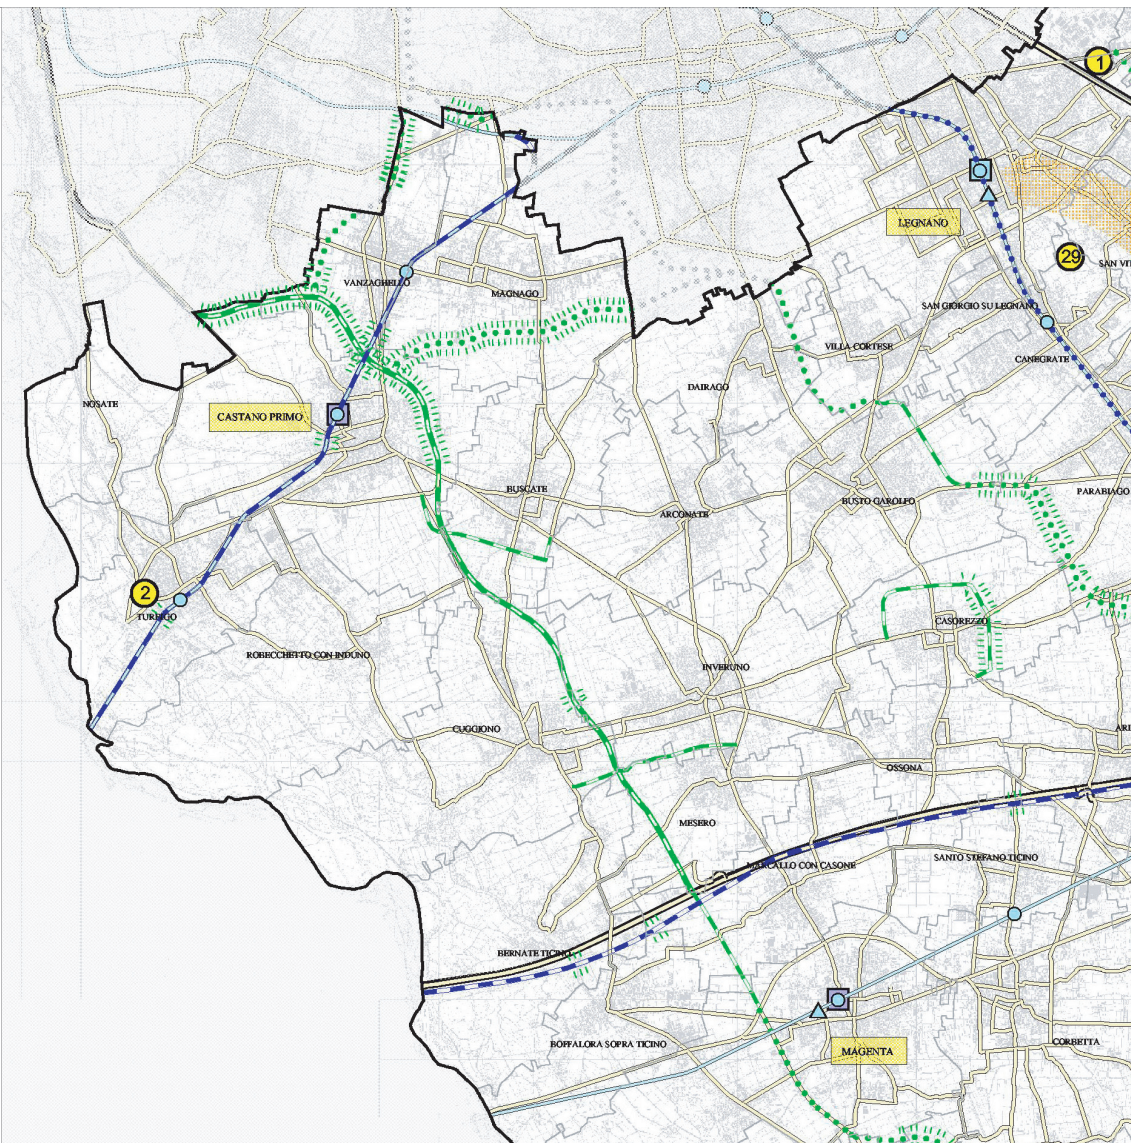 1
LEGNANO
29
SAN VIT
VANZAGHELLO
MAGNAGO
SAN GIORGIO SU LEGNANO
VILLA CORTESE
CANEGRATE
DAIRAGO
NOSATE
CASTANO PRIMO
BUSCATE
PARABIAGO
BUSTO GAROLFO
ARCONATE
2
TURBIGO
CASOREZZO
ROBECCHETTO CON INDUNO
INVERUNO
CUGGIONO
ARL
OSSONA
MESERO
MARCALLO CON CASONE
SANTO STEFANO TICINO
BERNATE TICINO
BOFFALORA SOPRA TICINO
MAGENTA
CORBETTA